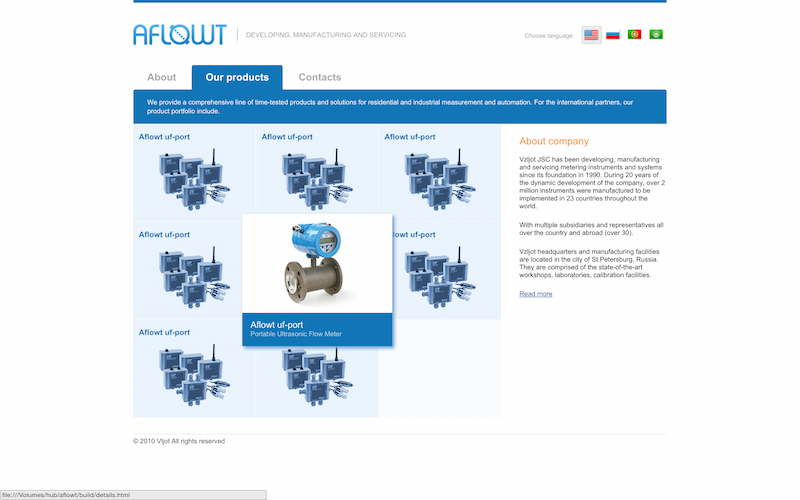 AFLOWT
DEVELOPING, MANUFACTURING AND SERVICING
Choose language:
About
Our products
Contacts
We provide a comprehensive line of time-tested products and solutions for residential and industrial measurement and automation. For the international partners, our
product portfolio include.
Aflowt uf-port
Aflowt uf-port
Aflowt uf-port
Aflowt uf-port
lowt uf-port
Aflowt uf-port
Portable Ultrasonic Flow Meter
Aflowt uf-port
About company
Vzljot JSC has been developing, manufacturing
and servicing metering instruments and systems
since its foundation in 1990. During 20 years of
the dynamic development of the company, over 2
million instruments were manufactured to be
implemented in 23 countries throughout the
world.
With multiple subsidiaries and representatives all
over the country and abroad (over 30).
Vzljot headquarters and manufacturing facilities
are located in the city of St.Petersburg, Russia.
They are comprised of the state-of-the-art
workshops, laboratories, calibration facilities.
Read more
© 2010 Vljot All rights reserved
file:///Volumes/hub/aflowt/build/details.html